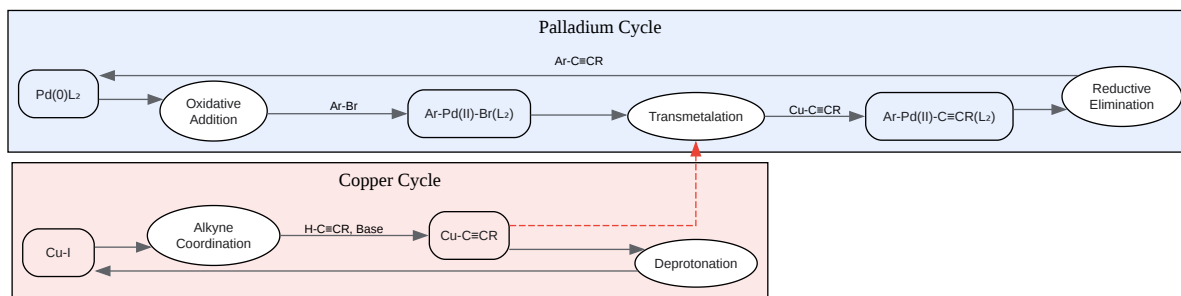 Palladium Cycle
Ar-C≡CR
Pd(0)L₂
Oxidative
Addition
Ar-Br
Ar-Pd(II)-Br(L₂)
Transmetalation
Cu-C≡CR
Ar-Pd(II)-C≡CR(L₂)
Reductive
Elimination
Copper Cycle
Cu-I
Alkyne
Coordination
H-C≡CR, Base
Cu-C≡CR
Deprotonation